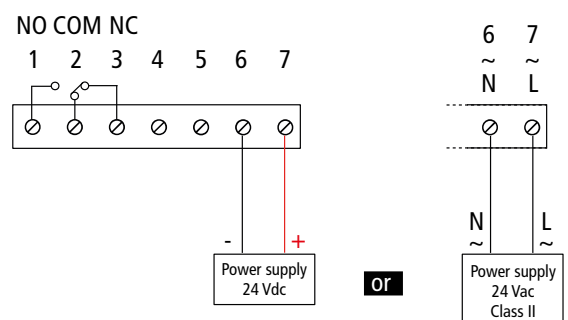 NO COM NC
1 2 3 4 5 6 7
- +
Power supply
24 Vdc
or
6 7
~ ~
N L
N L
~ ~
Power supply
24 Vac
Class II